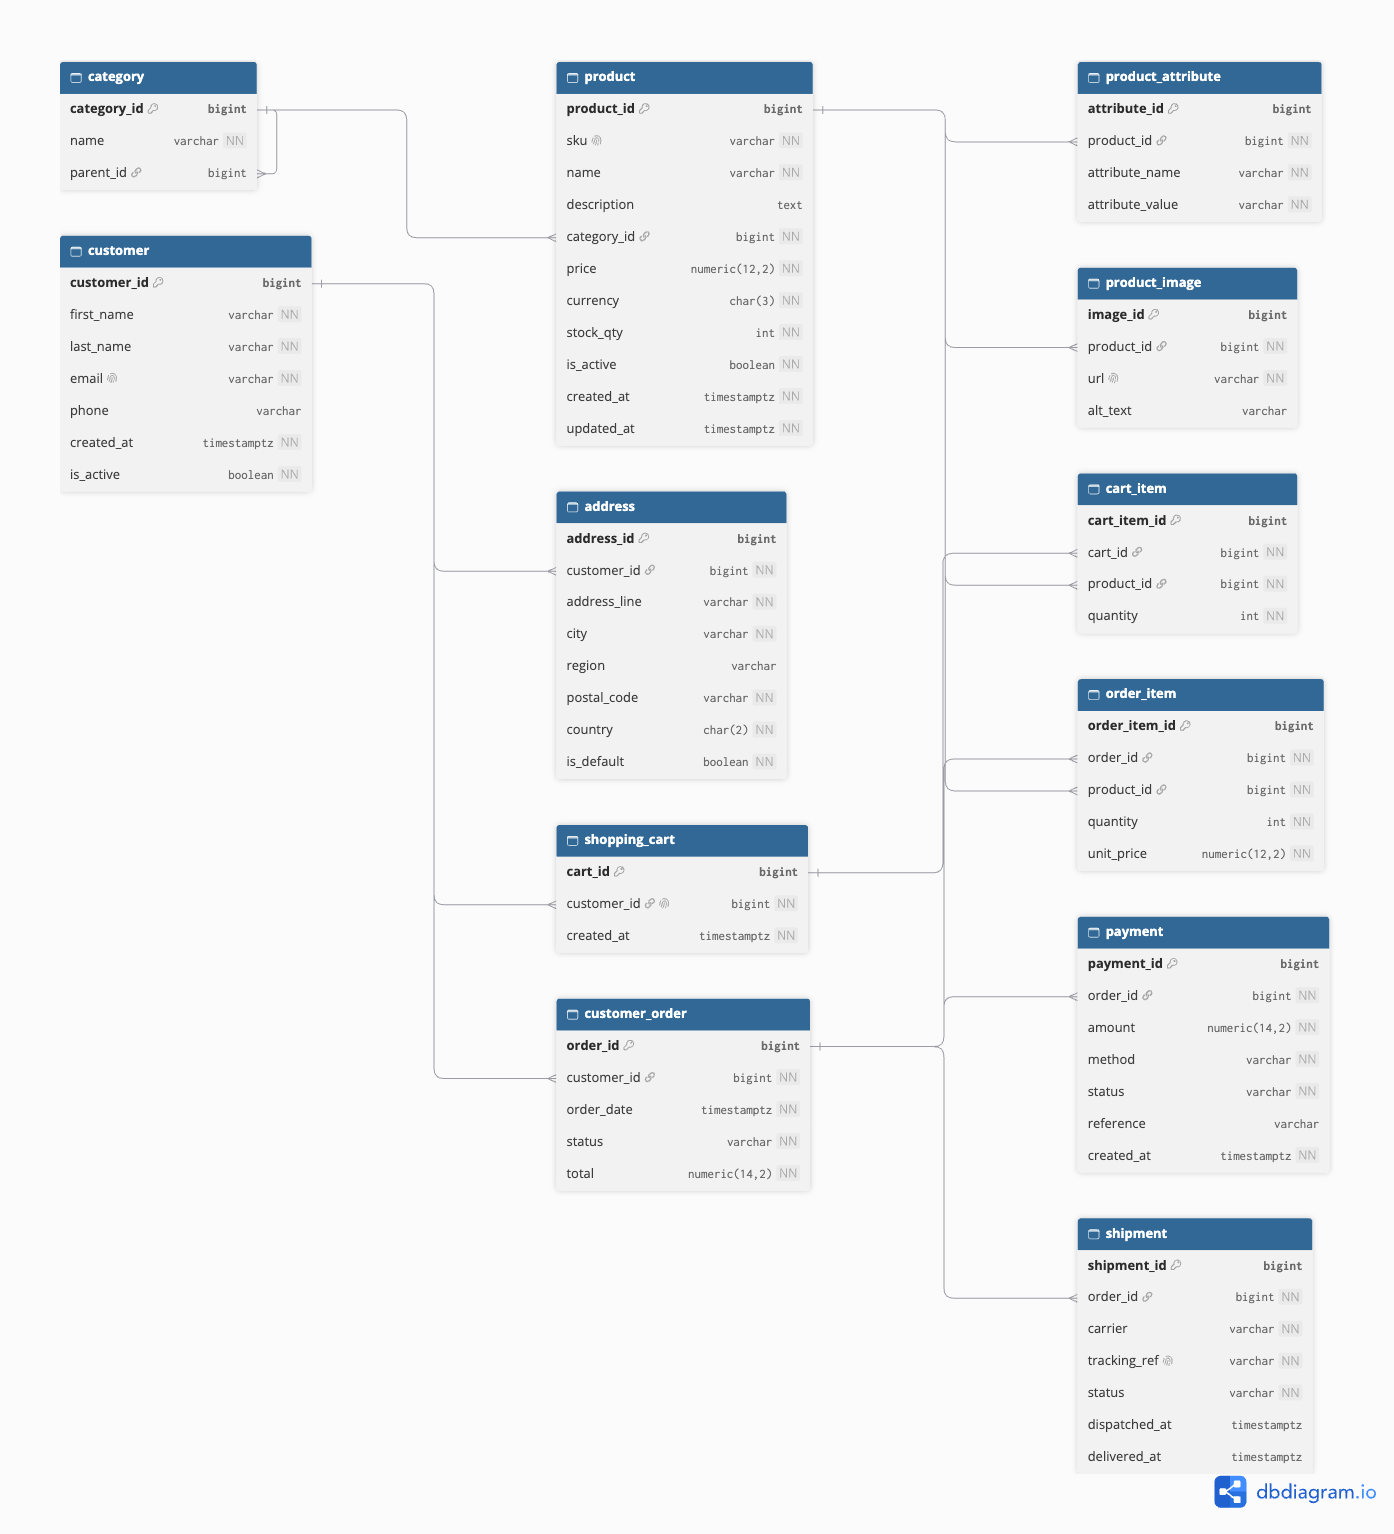 category
category_id bigint
name varchar NN
parent_id bigint
customer
customer_id bigint
first_name varchar NN
last_name varchar NN
email varchar NN
phone varchar
created_at timestamptz NN
is_active boolean NN
product
product_id bigint
sku varchar NN
name varchar NN
description text
category_id bigint NN
price numeric(12,2) NN
currency char(3) NN
stock_qty int NN
is_active boolean NN
created_at timestamptz NN
updated_at timestamptz NN
address
address_id bigint
customer_id bigint NN
address_line varchar NN
city varchar NN
region varchar
postal_code varchar NN
country char(2) NN
is_default boolean NN
shopping_cart
cart_id bigint
customer_id bigint NN
created_at timestamptz NN
customer_order
order_id bigint
customer_id bigint NN
order_date timestamptz NN
status varchar NN
total numeric(14,2) NN
product_attribute
attribute_id bigint
product_id bigint NN
attribute_name varchar NN
attribute_value varchar NN
product_image
image_id bigint
product_id bigint NN
url varchar NN
alt_text varchar
cart_item
cart_item_id bigint
cart_id bigint NN
product_id bigint NN
quantity int NN
order_item
order_item_id bigint
order_id bigint NN
product_id bigint NN
quantity int NN
unit_price numeric(12,2) NN
payment
payment_id bigint
order_id bigint NN
amount numeric(14,2) NN
method varchar NN
status varchar NN
reference varchar
created_at timestamptz NN
shipment
shipment_id bigint
order_id bigint NN
carrier varchar NN
tracking_ref varchar NN
status varchar NN
dispatched_at timestamptz
delivered_at timestamptz
dbdiagram.io